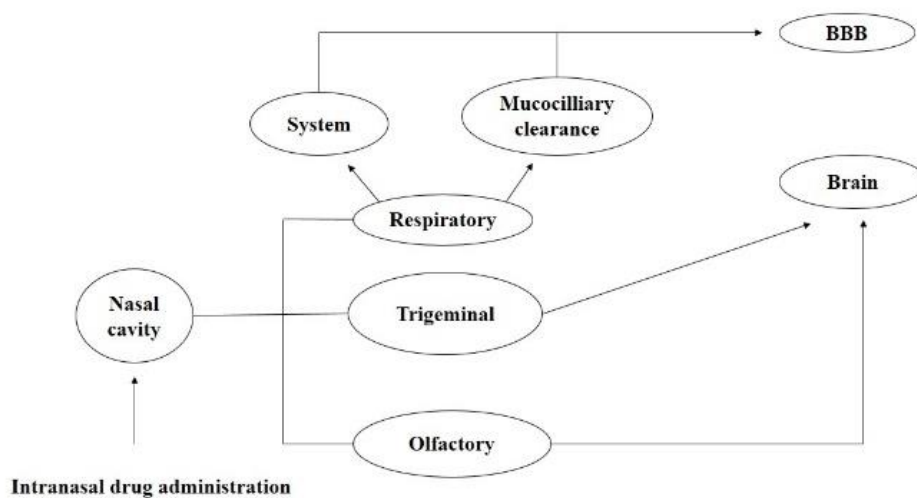 BBB
System
Mucocilliary
clearance
Brain
Respiratory
Nasal
cavity
Trigeminal
Olfactory
Intranasal drug administration